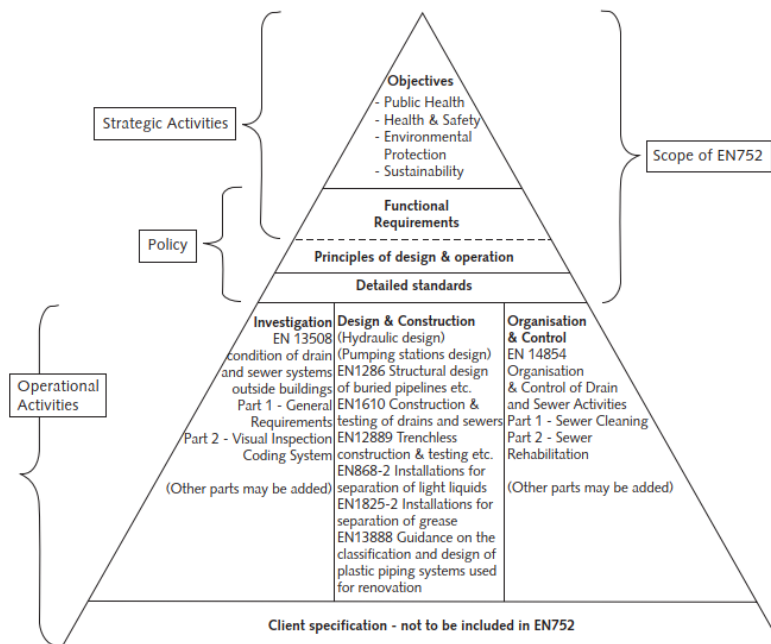 Objectives
- Public Health
- Health & Safety
- Environmental
Protection
- Sustainability
Strategic Activities
Scope of EN752
Functional
Requirements
Policy
Principles of design & operation
Detailed standards
Operational
Activities
Investigation
EN 13508
condition of drain
and sewer systems
outside buildings
Part 1 - General
Requirements
Part 2 - Visual Inspection
Coding System
(Other parts may be added)
Design & Construction
(Hydraulic design)
(Pumping stations design)
EN1286 Structural design
of buried pipelines etc.
EN1610 Construction &
testing of drains and sewers
EN12889 Trenchless
construction & testing etc.
EN868-2 Installations for
separation of light liquids
EN1825-2 Installations for
separation of grease
EN13888 Guidance on the
classification and design of
plastic piping systems used
for renovation
Organisation
& Control
EN 14854
Organisation
& Control of Drain
and Sewer Activities
Part 1 - Sewer Cleaning
Part 2 - Sewer
Rehabilitation
(Other parts may be added)
Client specification - not to be included in EN752